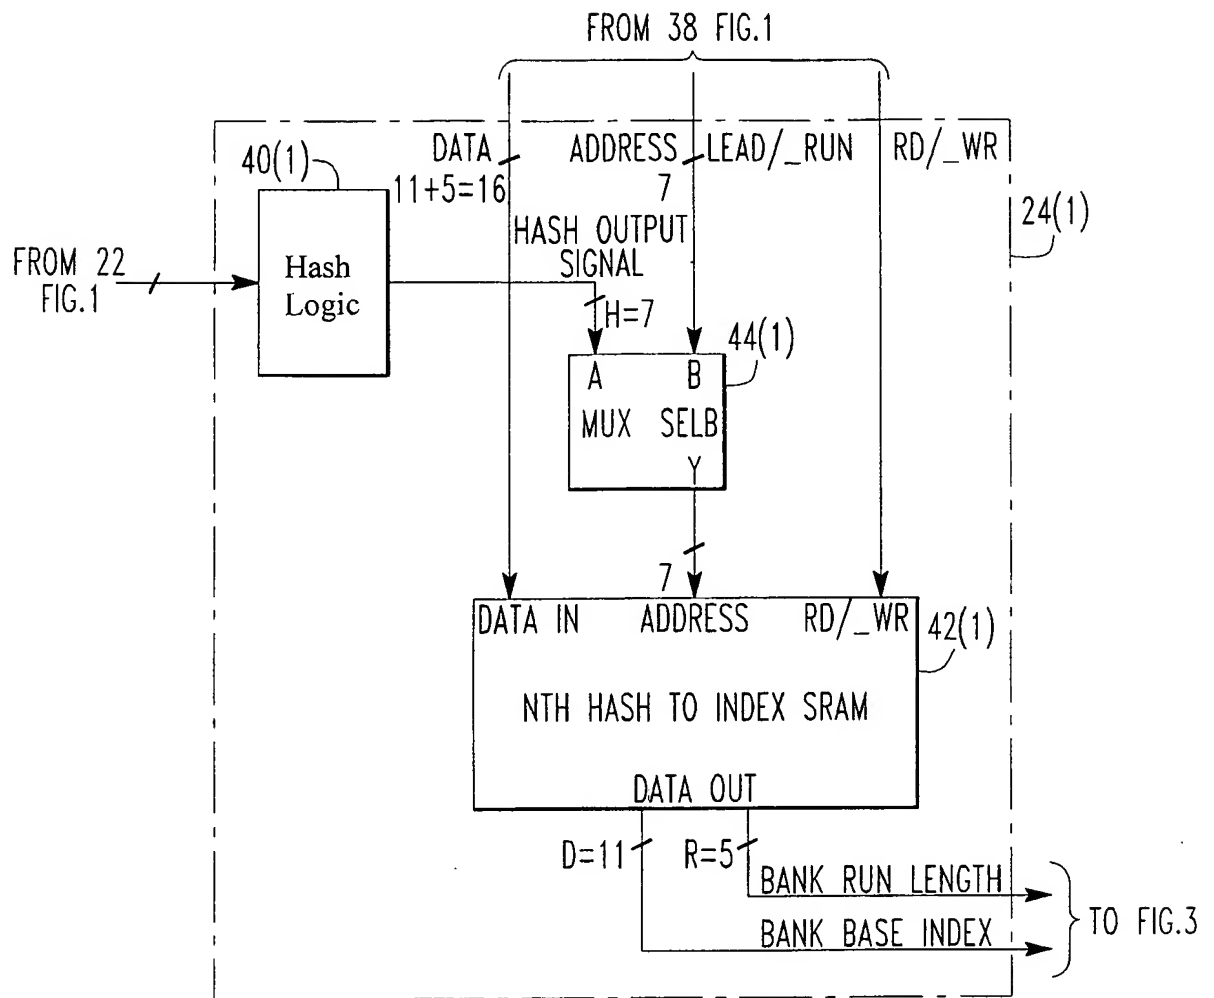 FROM 38 FIG.1
DATA
11+5=16
ADDRESS
7
LEAD/_RUN
RD/_WR
40(1)
24(1)
FROM 22
FIG.1
Hash
Logic
HASH OUTPUT
SIGNAL
H=7
44(1)
A B
MUX SELB
Y
7
DATA IN ADDRESS RD/_WR
42(1)
NTH HASH TO INDEX SRAM
DATA OUT
D=11
R=5
BANK RUN LENGTH
BANK BASE INDEX
TO FIG.3